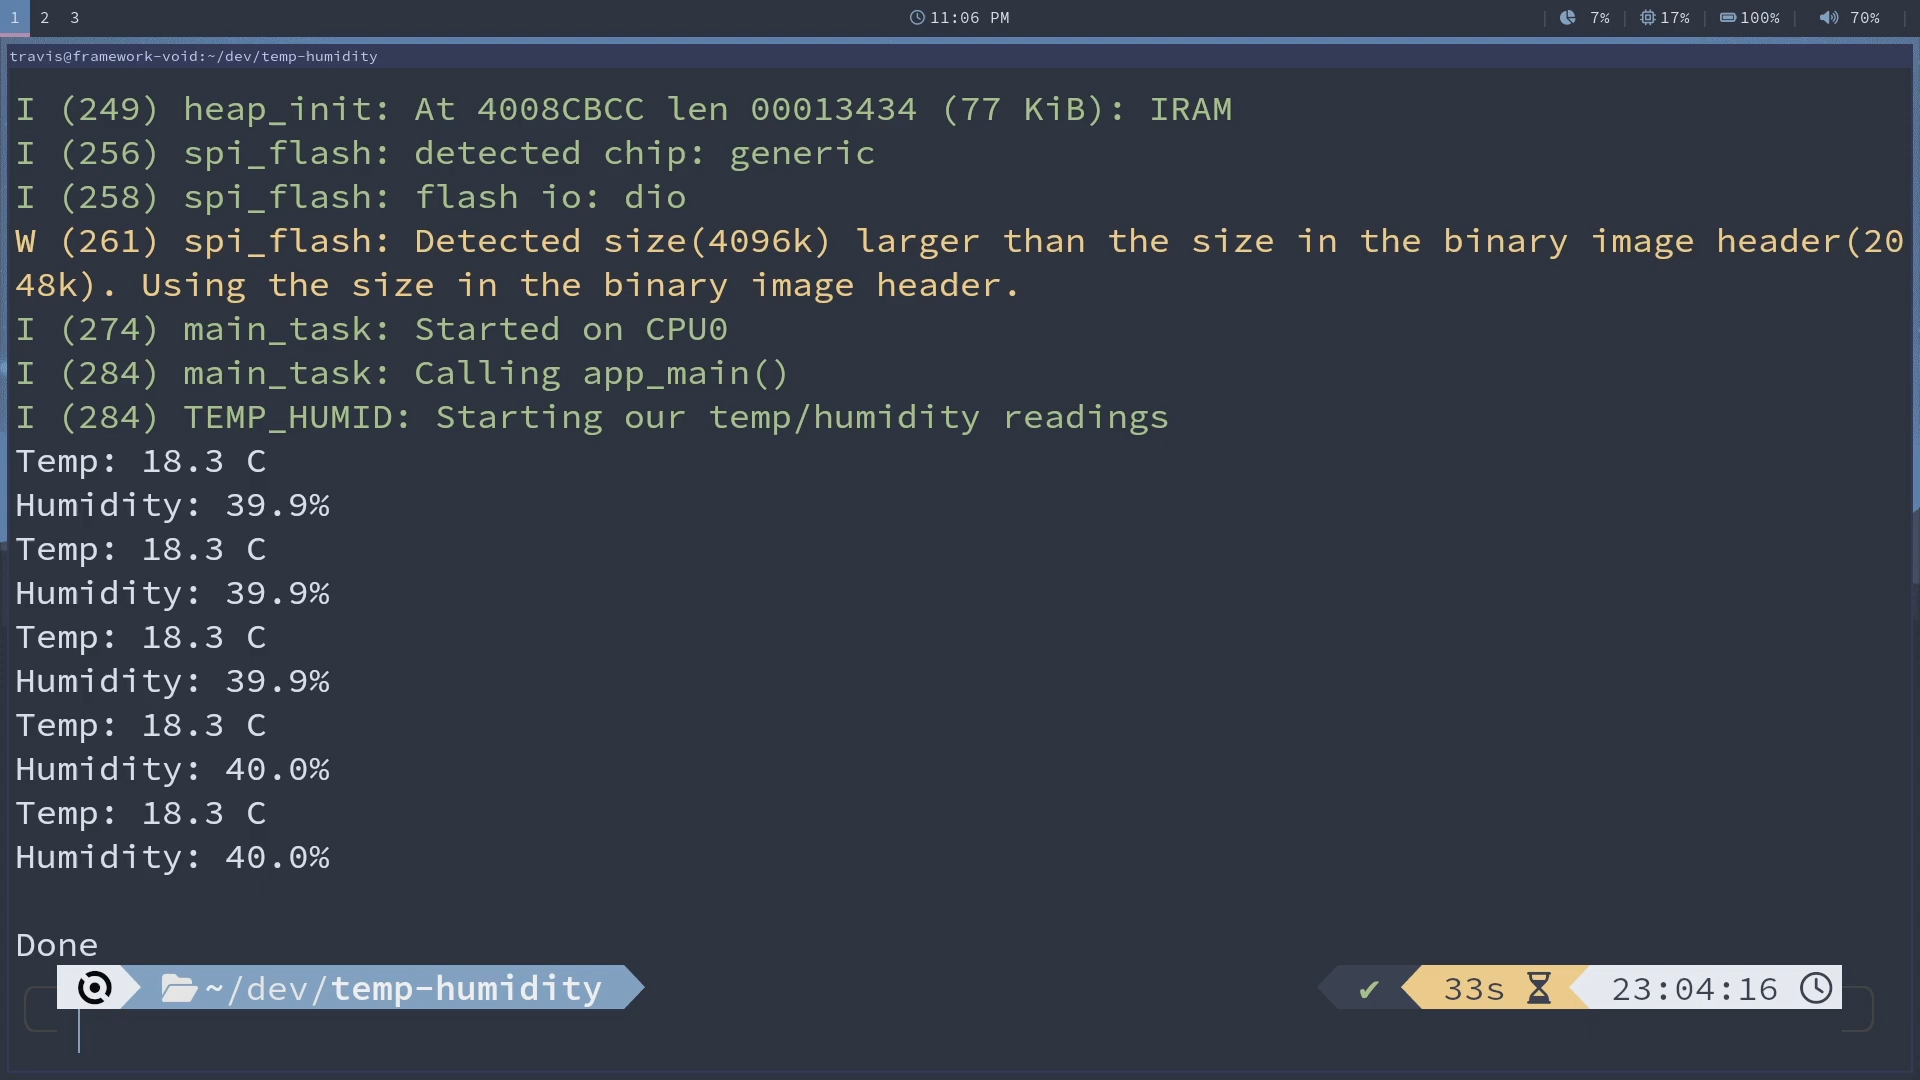 1 2 3 11:06 PM 7% 17% 100% 70%
travis@framework-void:~/dev/temp-humidity
I (249) heap_init: At 4008CBCC len 00013434 (77 KiB): IRAM
I (256) spi_flash: detected chip: generic
I (258) spi_flash: flash io: dio
W (261) spi_flash: Detected size(4096k) larger than the size in the binary image header(20
48k). Using the size in the binary image header.
I (274) main_task: Started on CPU0
I (284) main_task: Calling app_main()
I (284) TEMP_HUMID: Starting our temp/humidity readings
Temp: 18.3 C
Humidity: 39.9%
Temp: 18.3 C
Humidity: 39.9%
Temp: 18.3 C
Humidity: 39.9%
Temp: 18.3 C
Humidity: 40.0%
Temp: 18.3 C
Humidity: 40.0%
Done
~/dev/temp-humidity ✔ 33s 23:04:16